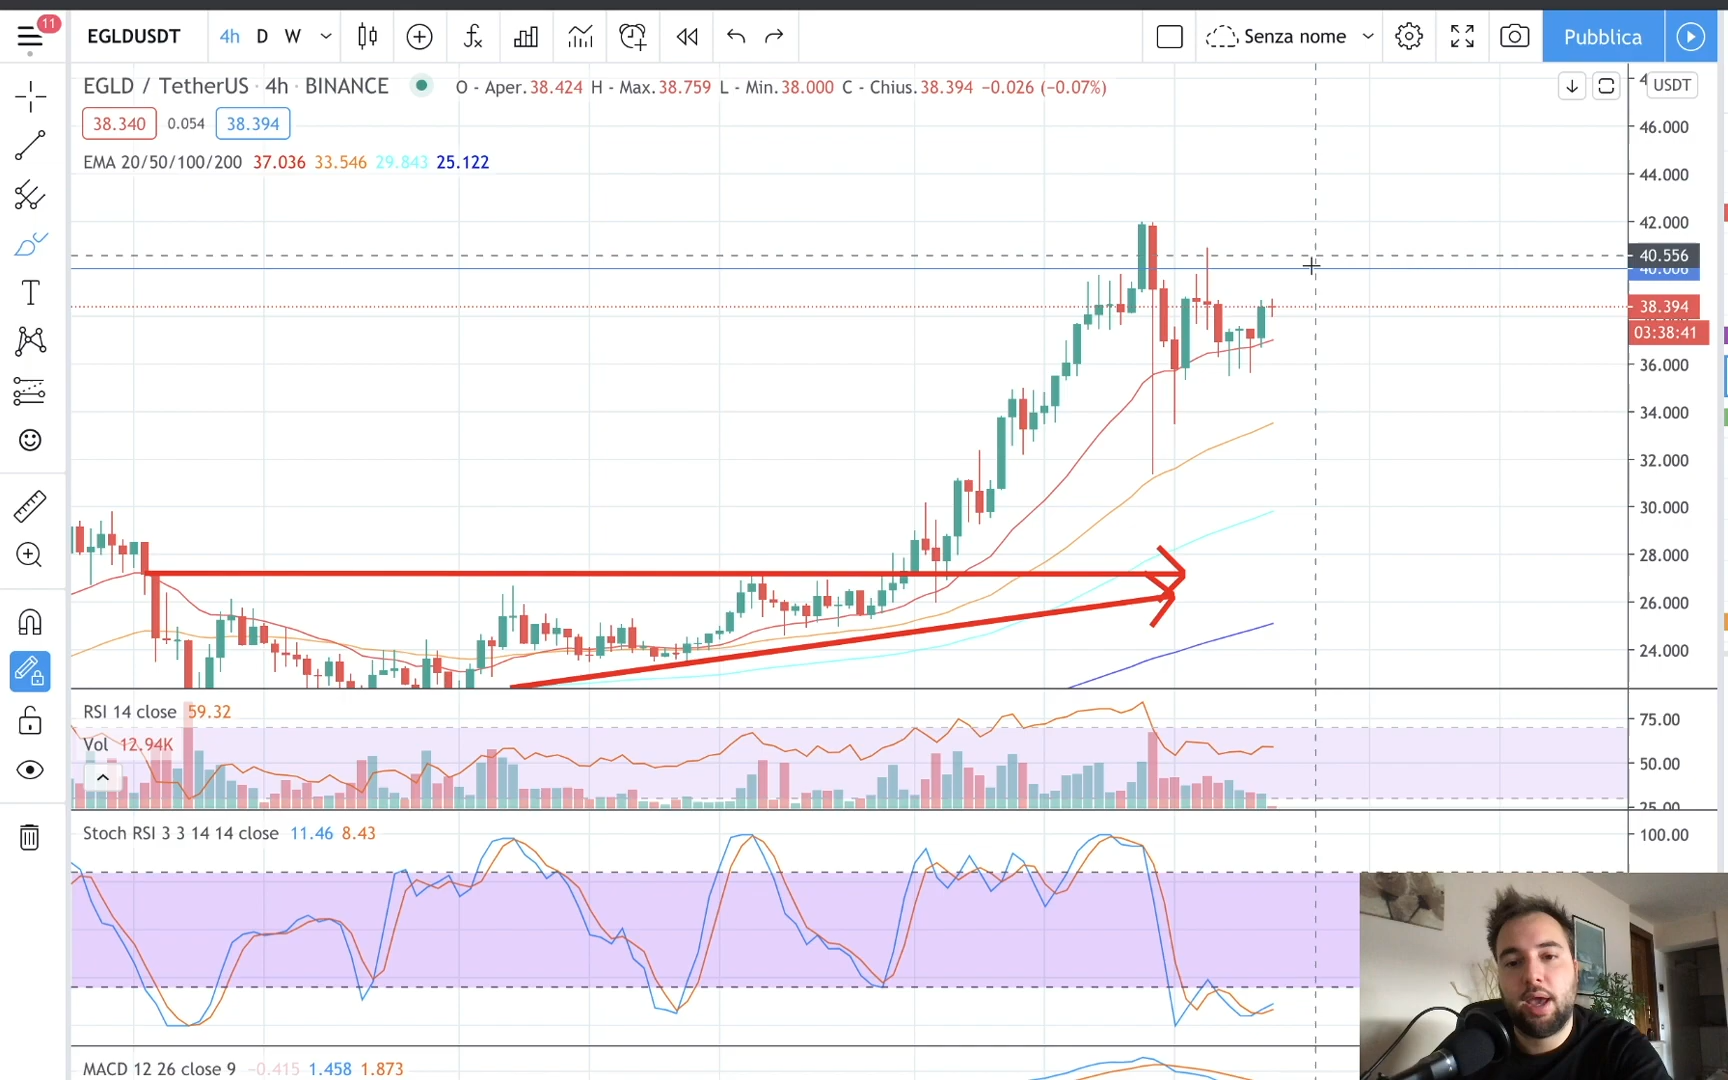 11
EGLDUSDT 4h D W Senza nome Pubblica
EGLD / TetherUS · 4h · BINANCE O - Aper.38.424 H - Max.38.759 L - Min.38.000 C - Chius.38.394 −0.026 (−0.07%)
USDT
38.340 0.054 38.394
EMA 20/50/100/200 37.036 33.546 29.843 25.122
46.000
44.000
42.000
40.556
40.006
38.394
03:38:41
36.000
34.000
32.000
30.000
28.000
26.000
24.000
RSI 14 close 59.32
75.00
Vol 12.94K
50.00
25.00
Stoch RSI 3 3 14 14 close 11.46 8.43
100.00
MACD 12 26 close 9 −0.415 1.458 1.873